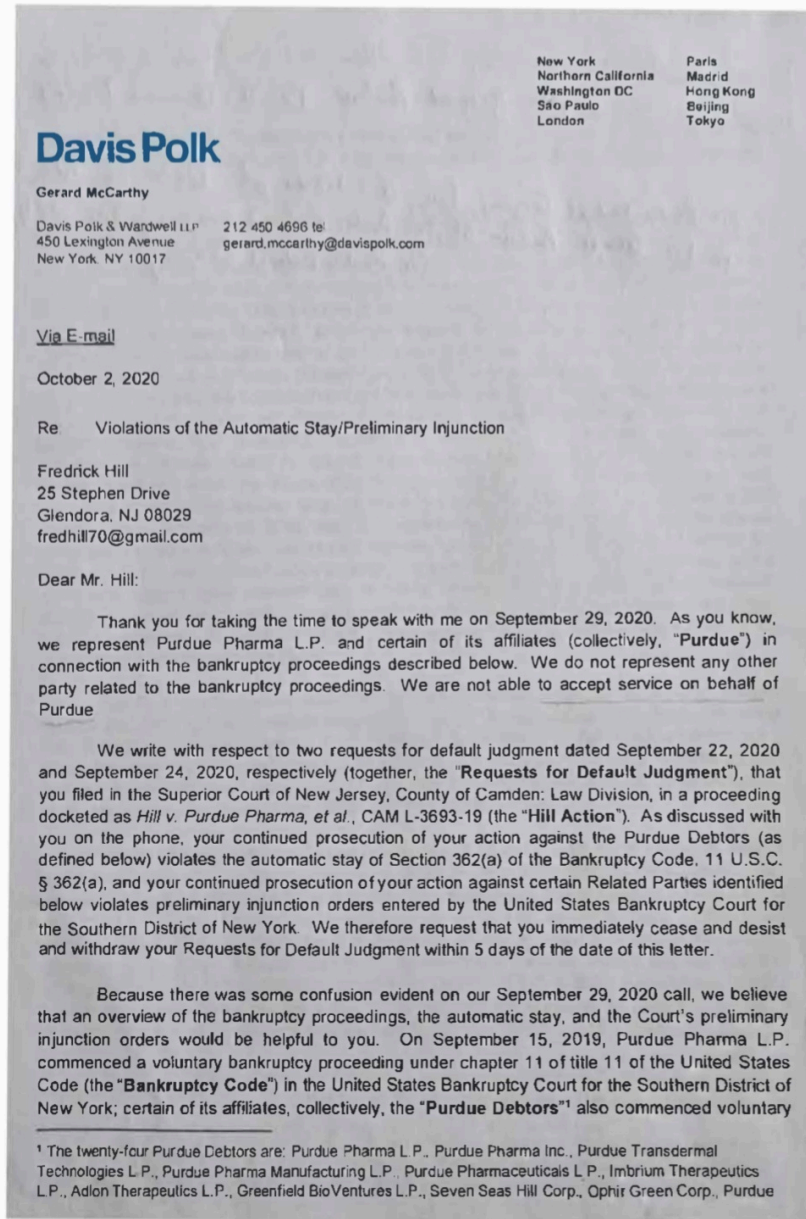 New York Paris
Northern California Madrid
Washington DC Hong Kong
Sao Paulo Beijing
London Tokyo
Davis Polk
Gerard McCarthy
Davis Polk & Wardwell LLP 212 450 4696 tel
450 Lexington Avenue gerard.mccarthy@davispolk.com
New York NY 10017
Via E-mail
October 2, 2020
Re Violations of the Automatic Stay/Preliminary Injunction
Fredrick Hill
25 Stephen Drive
Glendora, NJ 08029
fredhill70@gmail.com
Dear Mr. Hill:
Thank you for taking the time to speak with me on September 29, 2020. As you know,
we represent Purdue Pharma L.P. and certain of its affiliates (collectively, "Purdue") in
connection with the bankruptcy proceedings described below. We do not represent any other
party related to the bankruptcy proceedings. We are not able to accept service on behalf of
Purdue
We write with respect to two requests for default judgment dated September 22, 2020
and September 24, 2020, respectively (together, the "Requests for Default Judgment"), that
you filed in the Superior Court of New Jersey, County of Camden: Law Division, in a proceeding
docketed as Hill v. Purdue Pharma, et al., CAM L-3693-19 (the "Hill Action"). As discussed with
you on the phone, your continued prosecution of your action against the Purdue Debtors (as
defined below) violates the automatic stay of Section 362(a) of the Bankruptcy Code, 11 U.S.C.
§ 362(a), and your continued prosecution of your action against certain Related Parties identified
below violates preliminary injunction orders entered by the United States Bankruptcy Court for
the Southern District of New York We therefore request that you immediately cease and desist
and withdraw your Requests for Default Judgment within 5 days of the date of this letter.
Because there was some confusion evident on our September 29, 2020 call, we believe
that an overview of the bankruptcy proceedings, the automatic stay, and the Court's preliminary
injunction orders would be helpful to you. On September 15, 2019, Purdue Pharma L.P.
commenced a voluntary bankruptcy proceeding under chapter 11 of title 11 of the United States
Code (the "Bankruptcy Code") in the United States Bankruptcy Court for the Southern District of
New York; certain of its affiliates, collectively, the "Purdue Debtors"¹ also commenced voluntary
¹ The twenty-four Purdue Debtors are: Purdue Pharma L P., Purdue Pharma Inc., Purdue Transdermal
Technologies L P., Purdue Pharma Manufacturing L.P., Purdue Pharmaceuticals L P., Imbrium Therapeutics
L.P., Adlon Therapeutics L.P., Greenfield BioVentures L.P., Seven Seas Hill Corp., Ophir Green Corp., Purdue